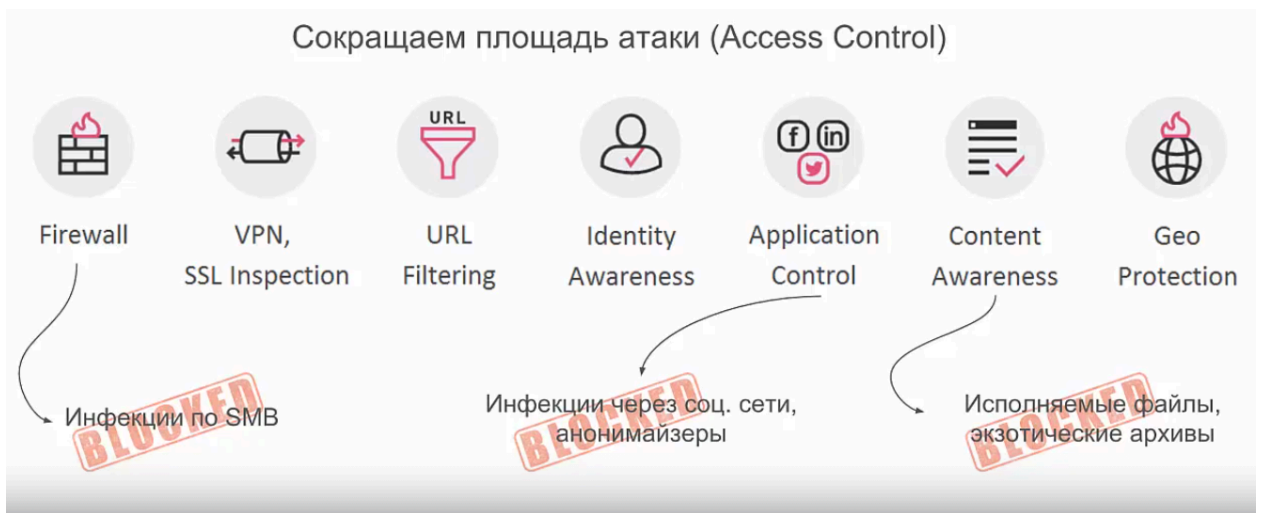 Сокращаем площадь атаки (Access Control)
URL
f in
Firewall
VPN,
SSL Inspection
URL
Filtering
Identity
Awareness
Application
Control
Content
Awareness
Geo
Protection
BLOCKED
Инфекции по SMB
BLOCKED
Инфекции через соц. сети,
анонимайзеры
BLOCKED
Исполняемые файлы,
экзотические архивы